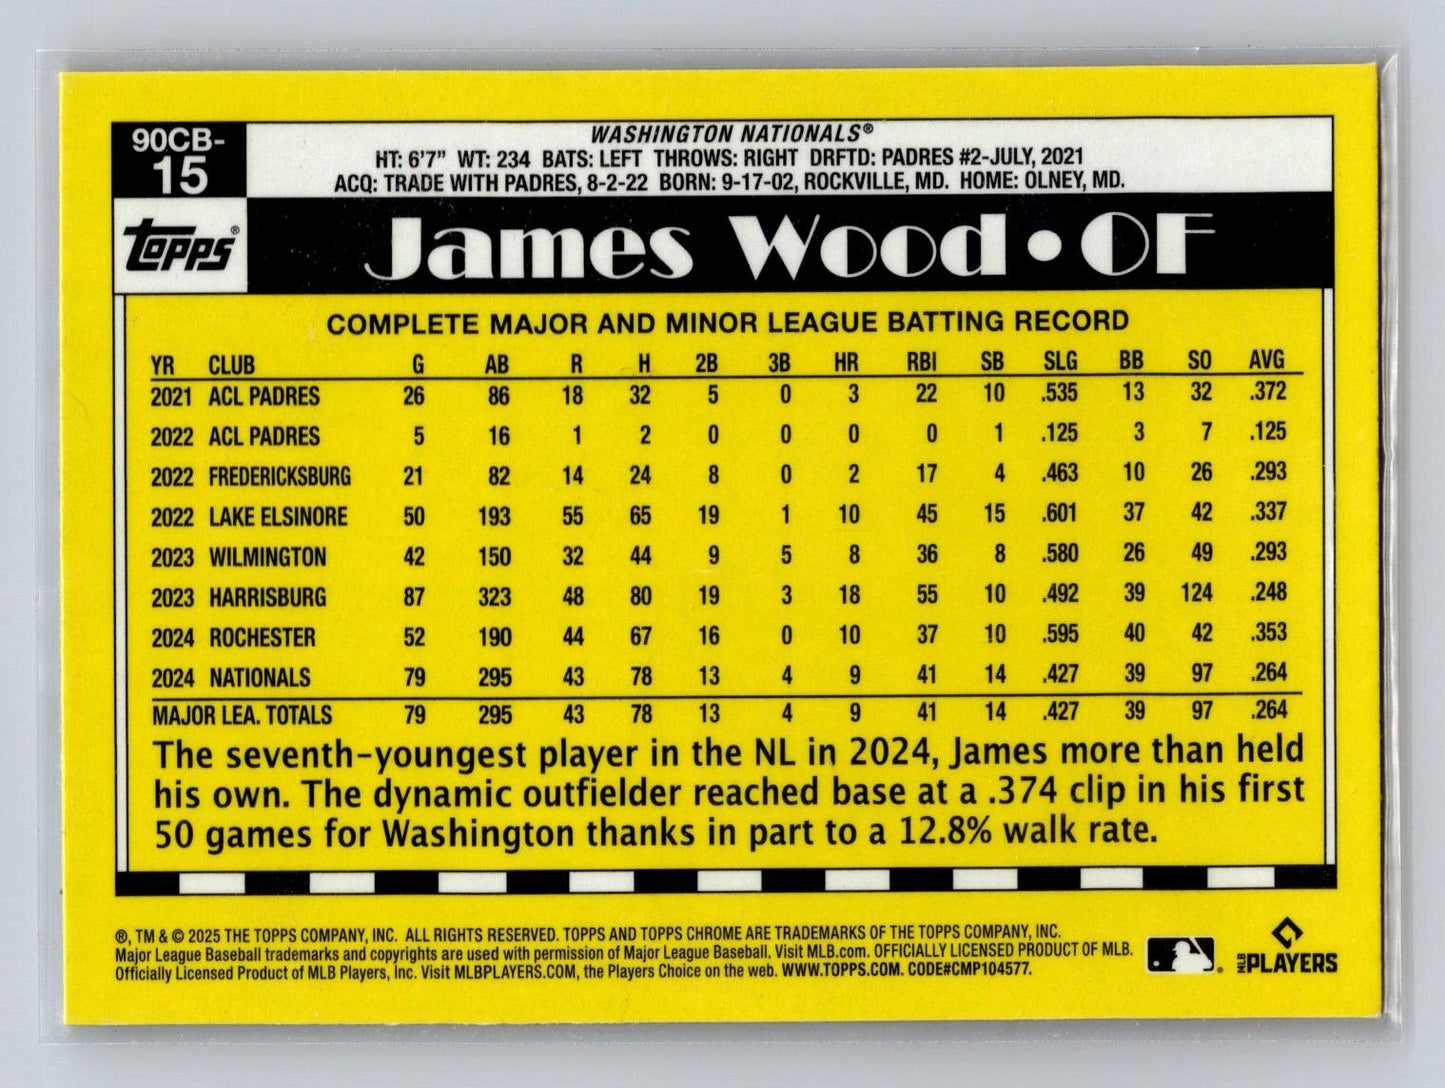 90CB-
15
WASHINGTON NATIONALS®
HT: 6'7" WT: 234 BATS: LEFT THROWS: RIGHT DRFTD: PADRES #2-JULY, 2021
ACQ: TRADE WITH PADRES, 8-2-22 BORN: 9-17-02, ROCKVILLE, MD. HOME: OLNEY, MD.
topps®
James Wood • OF
COMPLETE MAJOR AND MINOR LEAGUE BATTING RECORD
YR CLUB G AB R H 2B 3B HR RBI SB SLG BB SO AVG
2021 ACL PADRES 26 86 18 32 5 0 3 22 10 .535 13 32 .372
2022 ACL PADRES 5 16 1 2 0 0 0 0 1 .125 3 7 .125
2022 FREDERICKSBURG 21 82 14 24 8 0 2 17 4 .463 10 26 .293
2022 LAKE ELSINORE 50 193 55 65 19 1 10 45 15 .601 37 42 .337
2023 WILMINGTON 42 150 32 44 9 5 8 36 8 .580 26 49 .293
2023 HARRISBURG 87 323 48 80 19 3 18 55 10 .492 39 124 .248
2024 ROCHESTER 52 190 44 67 16 0 10 37 10 .595 40 42 .353
2024 NATIONALS 79 295 43 78 13 4 9 41 14 .427 39 97 .264
MAJOR LEA. TOTALS 79 295 43 78 13 4 9 41 14 .427 39 97 .264
The seventh-youngest player in the NL in 2024, James more than held
his own. The dynamic outfielder reached base at a .374 clip in his first
50 games for Washington thanks in part to a 12.8% walk rate.
®, TM & © 2025 THE TOPPS COMPANY, INC. ALL RIGHTS RESERVED. TOPPS AND TOPPS CHROME ARE TRADEMARKS OF THE TOPPS COMPANY, INC.
Major League Baseball trademarks and copyrights are used with permission of Major League Baseball. Visit MLB.com. OFFICIALLY LICENSED PRODUCT OF MLB.
Officially Licensed Product of MLB Players, Inc. Visit MLBPLAYERS.COM, the Players Choice on the web. WWW.TOPPS.COM. CODE#CMP104577.
MLB PLAYERS